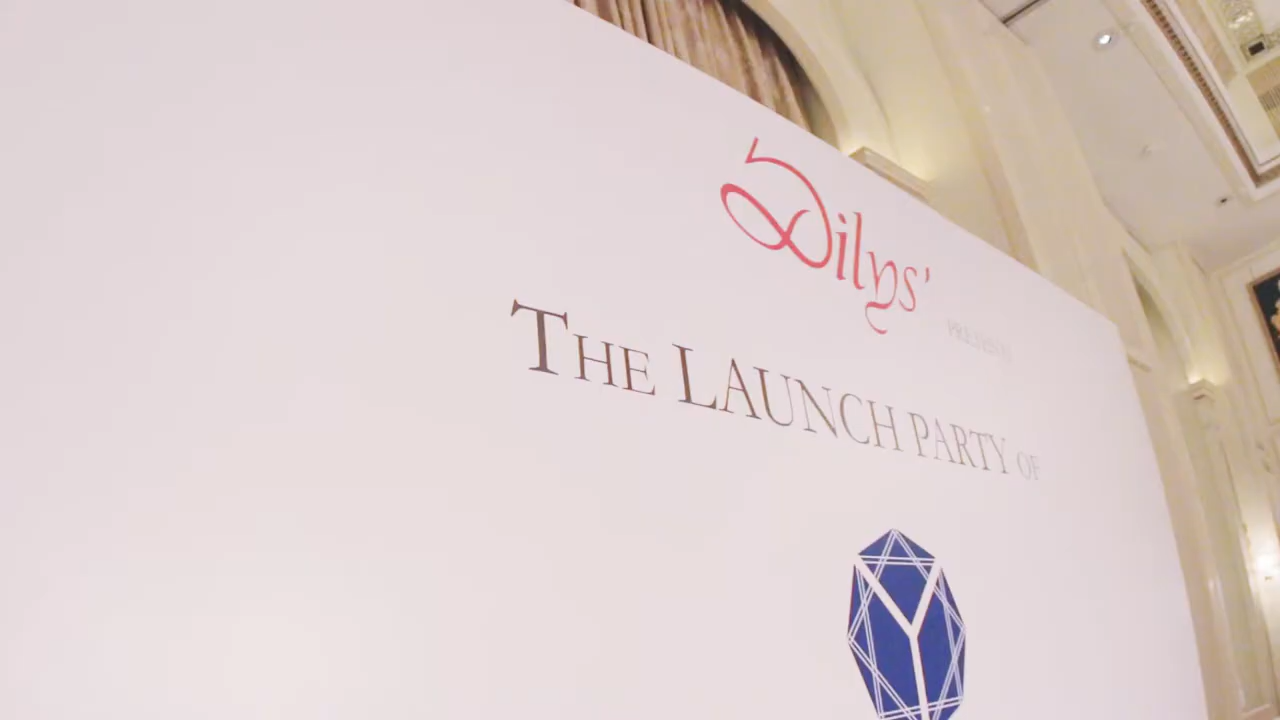 Dilys'
PRESENTS
THE LAUNCH PARTY OF
Y